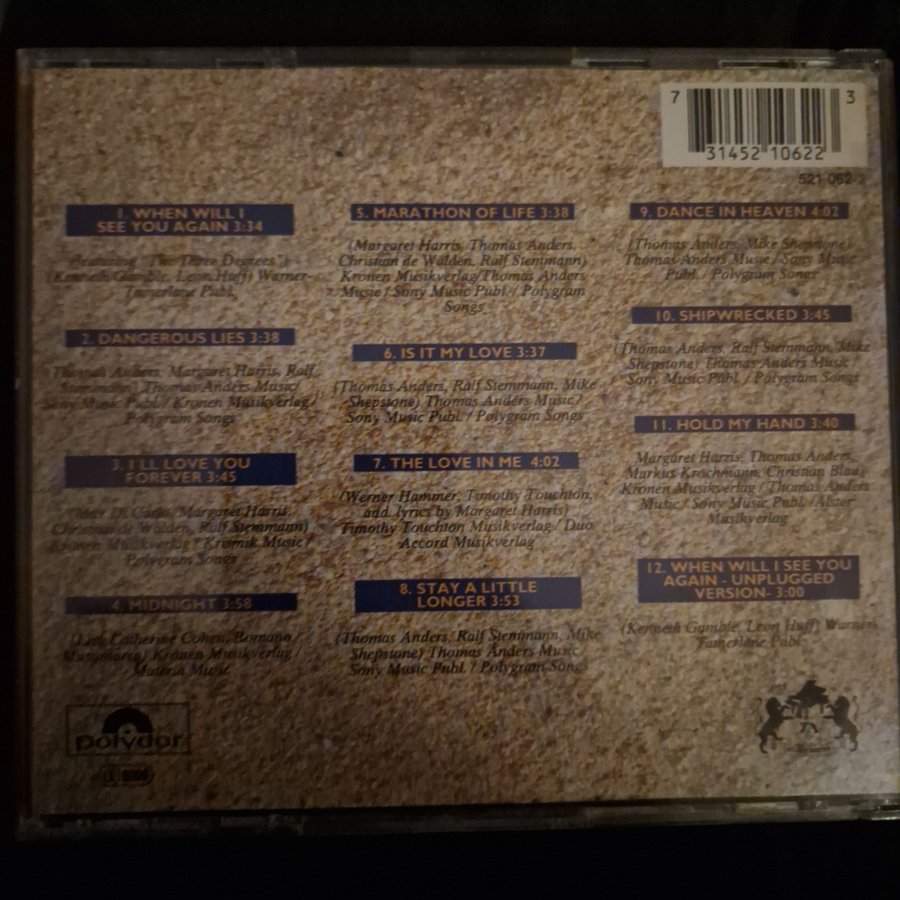 7 31452 10622 3
521 062-2
1. WHEN WILL I
SEE YOU AGAIN 3:34
(Featuring "The Three Degrees")
Kenneth Gamble, Leon Huff) Warner-
Tamerlane Publ.
2. DANGEROUS LIES 3:38
(Thomas Anders, Margaret Harris, Ralf
Stemmann) Thomas Anders Music/
Sony Music Publ. / Kronen Musikverlag /
Polygram Songs
3. I'LL LOVE YOU
FOREVER 3:45
Di Carlo, Margaret Harris,
Christian de Walden, Ralf Stemmann)
Kronen Musikverlag / Music /
Polygram Songs
4. MIDNIGHT 3:58
(Lisa Catherine Cohen,
Kronen Musikverlag /
Music
5. MARATHON OF LIFE 3:38
(Margaret Harris, Thomas Anders,
Christian de Walden, Ralf Stemmann)
Kronen Musikverlag/Thomas Anders
Music / Sony Music Publ. / Polygram
Songs
6. IS IT MY LOVE 3:37
(Thomas Anders, Ralf Stemmann, Mike
Shepstone) Thomas Anders Music /
Sony Music Publ. / Polygram Songs
7. THE LOVE IN ME 4:02
(Werner Hammer, Timothy Touchton,
add. lyrics by Margaret Harris)
Timothy Touchton Musikverlag / Duo
Accord Musikverlag
8. STAY A LITTLE
LONGER 3:53
(Thomas Anders, Ralf Stemmann, Mike
Shepstone) Thomas Anders Music
Sony Music Publ. / Polygram Songs
9. DANCE IN HEAVEN 4:02
(Thomas Anders, Mike Shepstone)
Thomas Anders Music / Sony Music
Publ. / Polygram Songs
10. SHIPWRECKED 3:45
(Thomas Anders, Ralf Stemmann, Mike
Shepstone) Thomas Anders Music /
Sony Music Publ. / Polygram Songs
11. HOLD MY HAND 3:40
Margaret Harris, Thomas Anders,
Markus Krochmann, Christian Blau,
Kronen Musikverlag / Thomas Anders
Music / Sony Music Publ. /Alster
Musikverlag
12. WHEN WILL I SEE YOU
AGAIN - UNPLUGGED
VERSION- 3:00
(Kenneth Gamble, Leon Huff) Warner-
Tamerlane Publ.
polydor
LC 0309